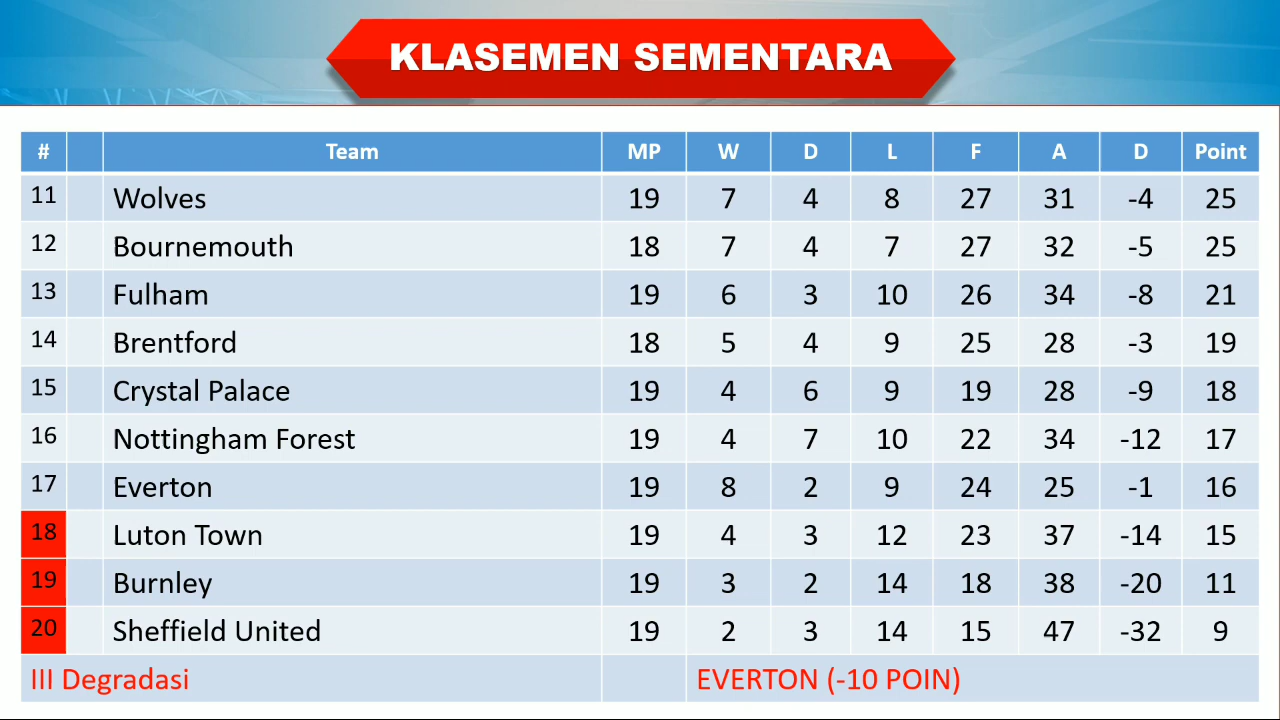 KLASEMEN SEMENTARA
# Team MP W D L F A D Point
11 Wolves 19 7 4 8 27 31 -4 25
12 Bournemouth 18 7 4 7 27 32 -5 25
13 Fulham 19 6 3 10 26 34 -8 21
14 Brentford 18 5 4 9 25 28 -3 19
15 Crystal Palace 19 4 6 9 19 28 -9 18
16 Nottingham Forest 19 4 7 10 22 34 -12 17
17 Everton 19 8 2 9 24 25 -1 16
18 Luton Town 19 4 3 12 23 37 -14 15
19 Burnley 19 3 2 14 18 38 -20 11
20 Sheffield United 19 2 3 14 15 47 -32 9
III Degradasi EVERTON (-10 POIN)